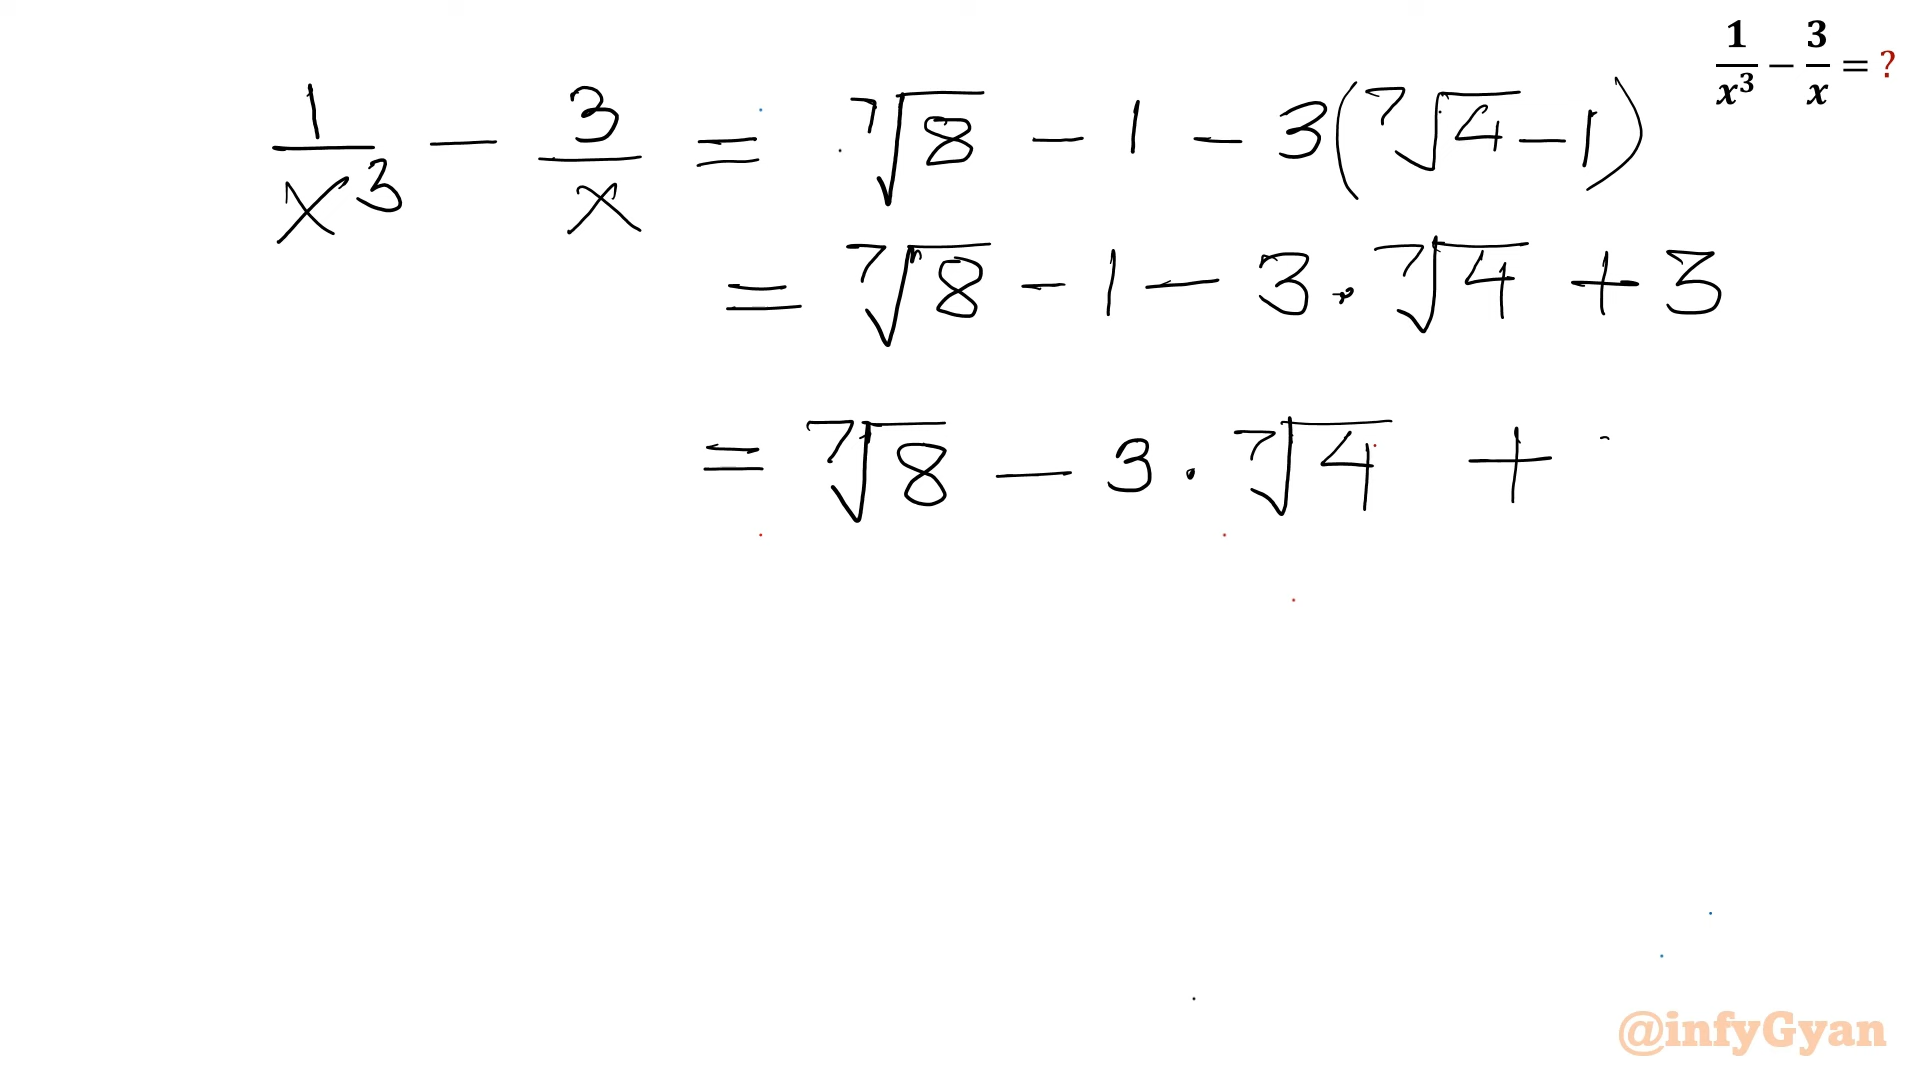 1/x³ − 3/x = ?
1/x³ − 3/x = ⁷√8 − 1 − 3(⁷√4 − 1)
= ⁷√8 − 1 − 3 · ⁷√4 + 3
= ⁷√8 − 3 · ⁷√4 +
@infyGyan